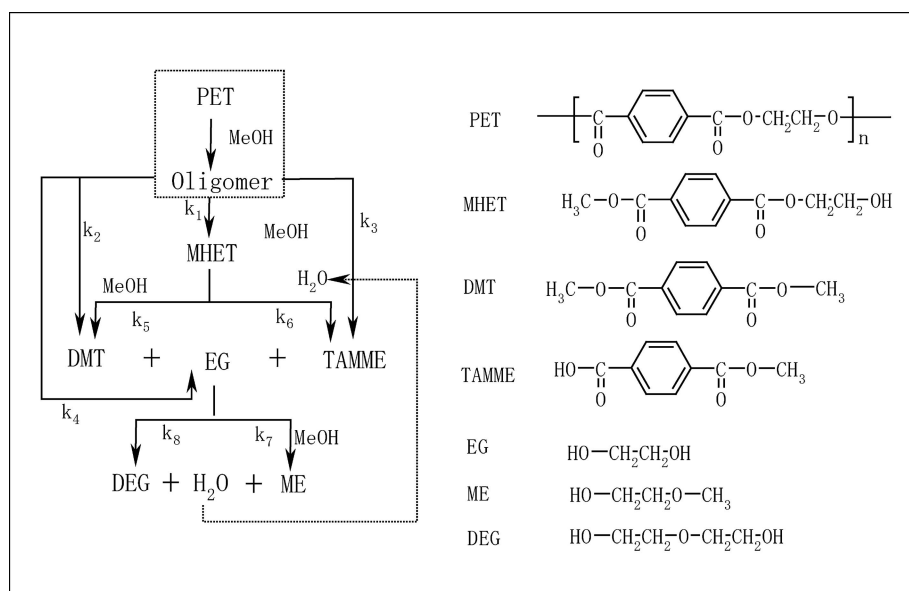 PET
MeOH
Oligomer
k1
k2
k3
MeOH
MHET
H2O
MeOH
k5
k6
DMT + EG + TAMME
k4
k8
k7
MeOH
DEG + H2O + ME
PET
C
O
C
O
O
CH2CH2
O
n
MHET
H3C—O—C
O
C—O—CH2CH2—OH
O
DMT
H3C—O—C
O
C—O—CH3
O
TAMME
HO—C
O
C—O—CH3
O
EG
HO—CH2CH2OH
ME
HO—CH2CH2O—CH3
DEG
HO—CH2CH2—O—CH2CH2OH